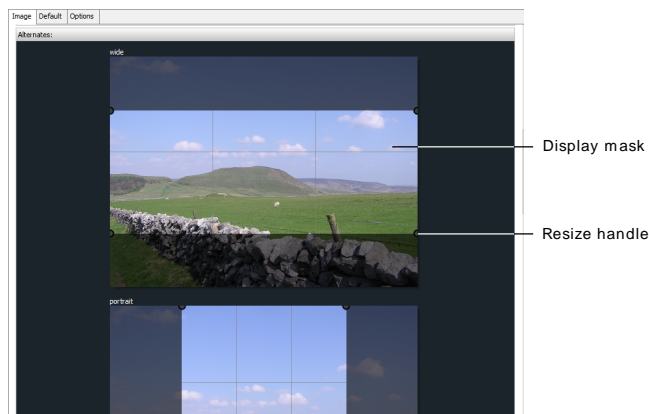 Image Default Options
Alternates:
wide
Display mask
Resize handle
portrait